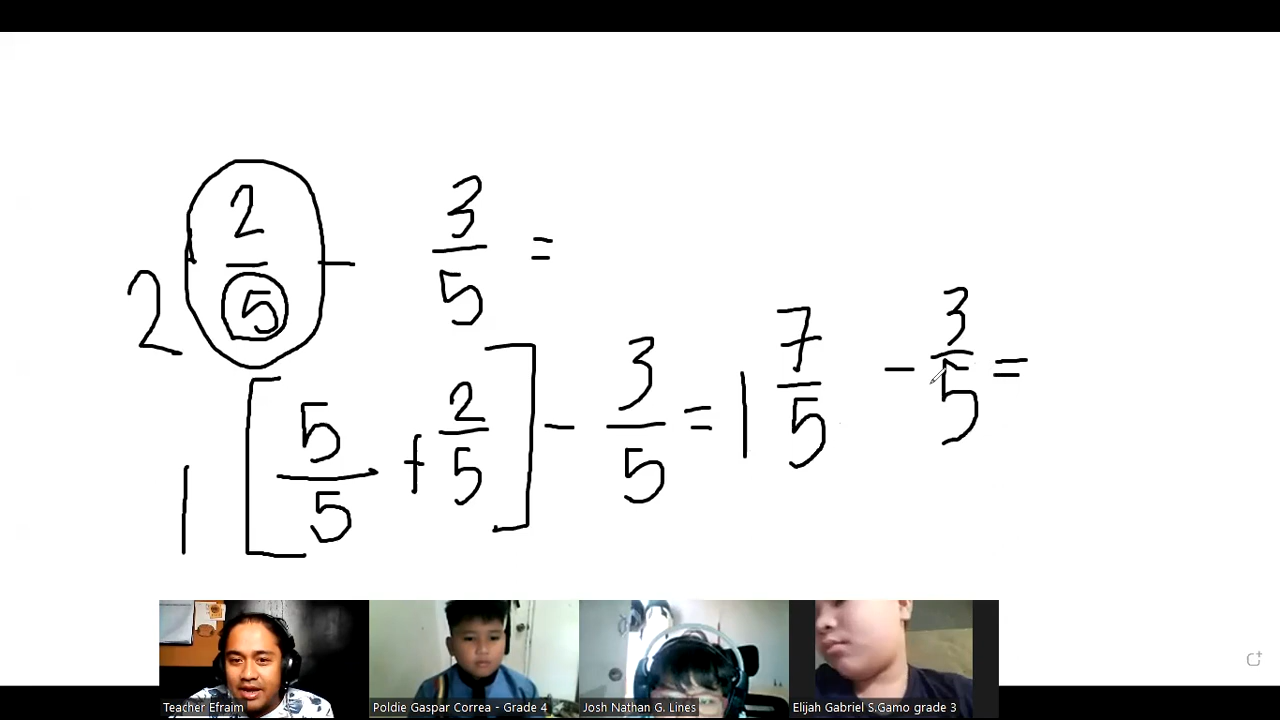 2 2/5 - 3/5 =
1 [5/5 + 2/5] - 3/5 = 1 7/5 - 3/5 =
Teacher Efraim
Poldie Gaspar Correa - Grade 4
Josh Nathan G. Lines
Elijah Gabriel S.Gamo grade 3